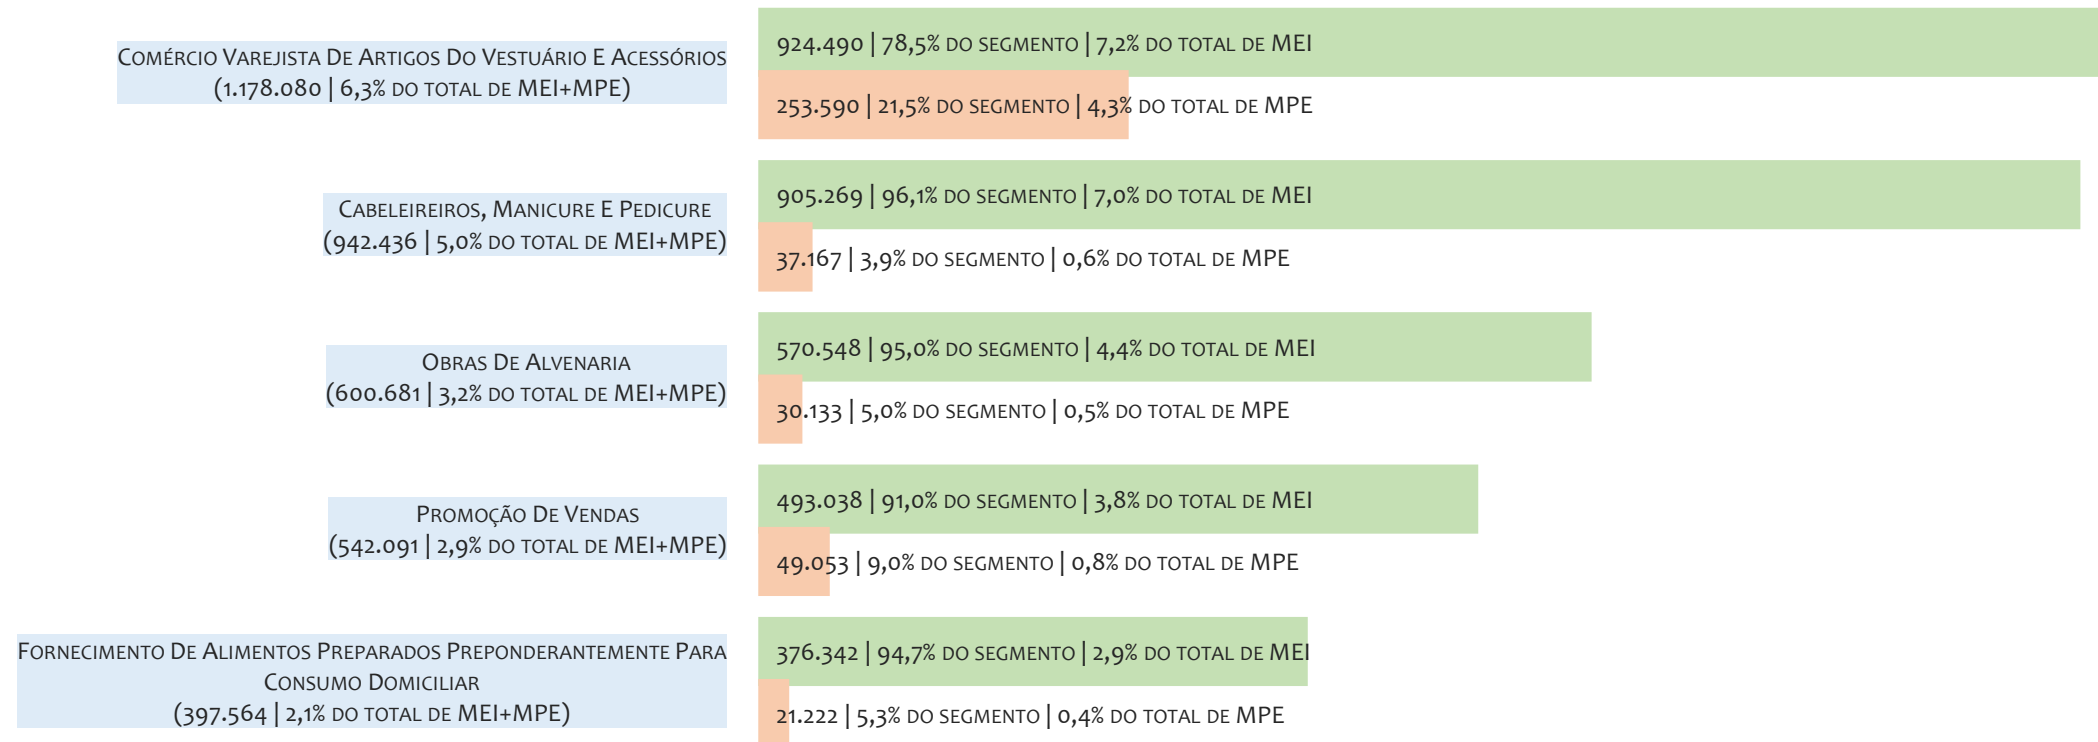 Comércio Varejista De Artigos Do Vestuário E Acessórios
(1.178.080 | 6,3% do total de MEI+MPE)
924.490 | 78,5% do segmento | 7,2% do total de MEI
253.590 | 21,5% do segmento | 4,3% do total de MPE
Cabeleireiros, Manicure E Pedicure
(942.436 | 5,0% do total de MEI+MPE)
905.269 | 96,1% do segmento | 7,0% do total de MEI
37.167 | 3,9% do segmento | 0,6% do total de MPE
Obras De Alvenaria
(600.681 | 3,2% do total de MEI+MPE)
570.548 | 95,0% do segmento | 4,4% do total de MEI
30.133 | 5,0% do segmento | 0,5% do total de MPE
Promoção De Vendas
(542.091 | 2,9% do total de MEI+MPE)
493.038 | 91,0% do segmento | 3,8% do total de MEI
49.053 | 9,0% do segmento | 0,8% do total de MPE
Fornecimento De Alimentos Preparados Preponderantemente Para
Consumo Domiciliar
(397.564 | 2,1% do total de MEI+MPE)
376.342 | 94,7% do segmento | 2,9% do total de MEI
21.222 | 5,3% do segmento | 0,4% do total de MPE